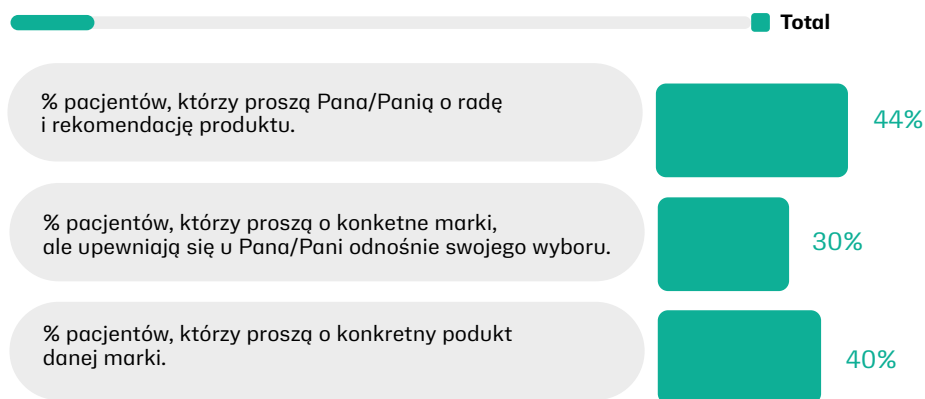 Total
% pacjentów, którzy proszą Pana/Panią o radę
i rekomendację produktu.
44%
% pacjentów, którzy proszą o konketne marki,
ale upewniają się u Pana/Pani odnośnie swojego wyboru.
30%
% pacjentów, którzy proszą o konkretny podukt
danej marki.
40%